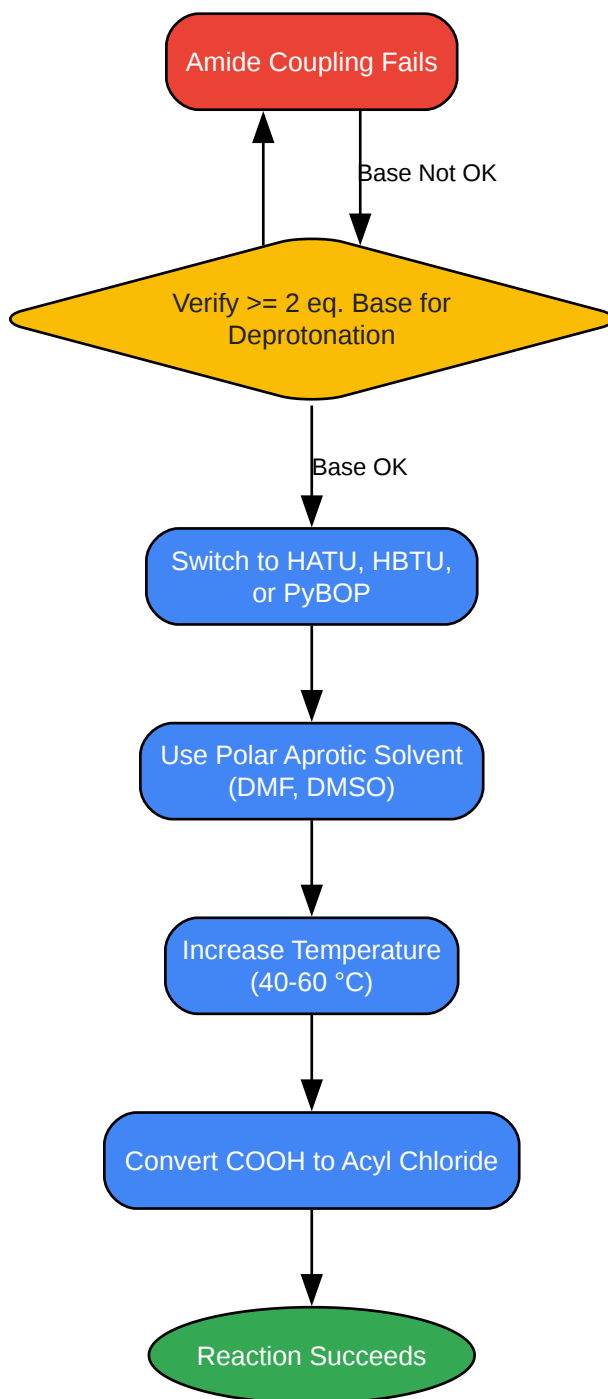 Amide Coupling Fails
Base Not OK
Verify >= 2 eq. Base for
Deprotonation
Base OK
Switch to HATU, HBTU,
or PyBOP
Use Polar Aprotic Solvent
(DMF, DMSO)
Increase Temperature
(40-60 °C)
Convert COOH to Acyl Chloride
Reaction Succeeds